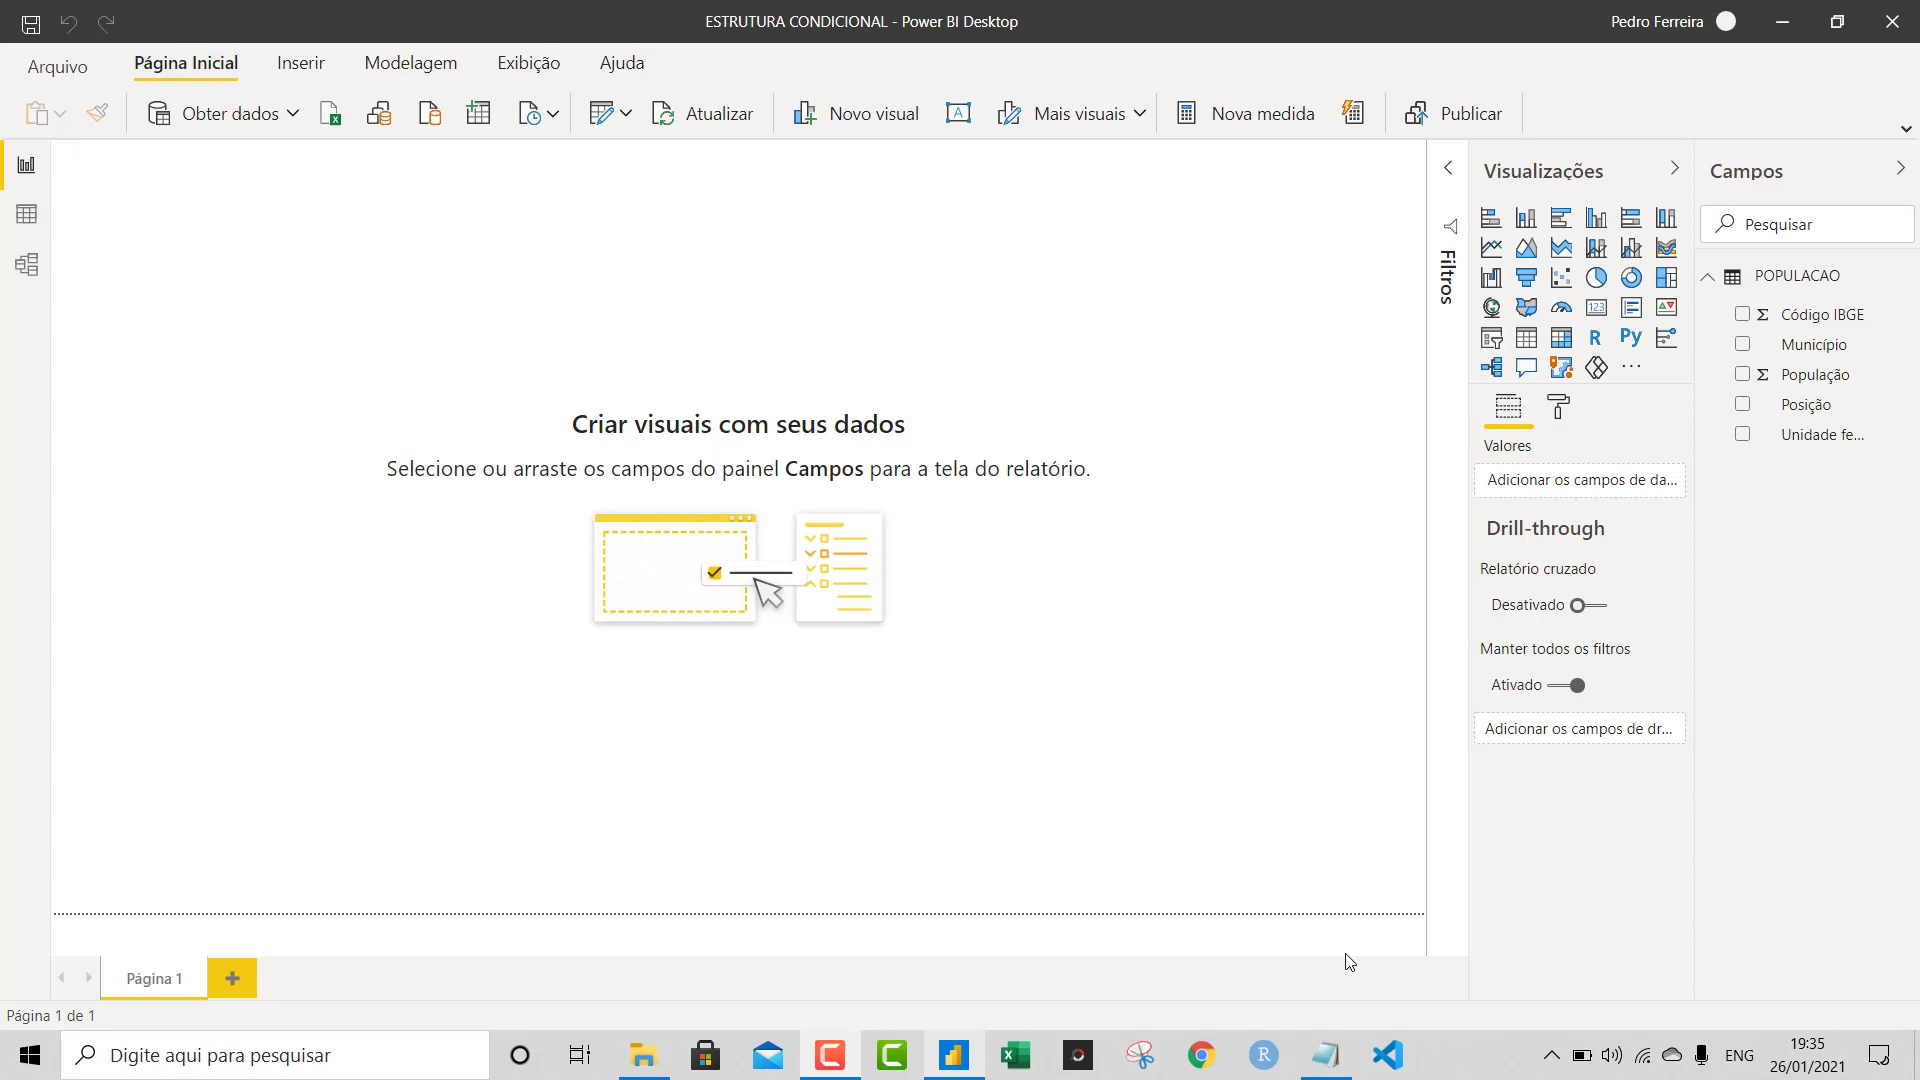 ESTRUTURA CONDICIONAL - Power BI Desktop
Pedro Ferreira
Arquivo
Página Inicial
Inserir
Modelagem
Exibição
Ajuda
Obter dados
Atualizar
Novo visual
Mais visuais
Nova medida
Publicar
Criar visuais com seus dados
Selecione ou arraste os campos do painel Campos para a tela do relatório.
Filtros
Visualizações
123
R
Py
...
Valores
Adicionar os campos de da...
Drill-through
Relatório cruzado
Desativado
Manter todos os filtros
Ativado
Adicionar os campos de dr...
Campos
Pesquisar
POPULACAO
Σ Código IBGE
Município
Σ População
Posição
Unidade fe...
Página 1
+
Página 1 de 1
Digite aqui para pesquisar
ENG
19:35
26/01/2021